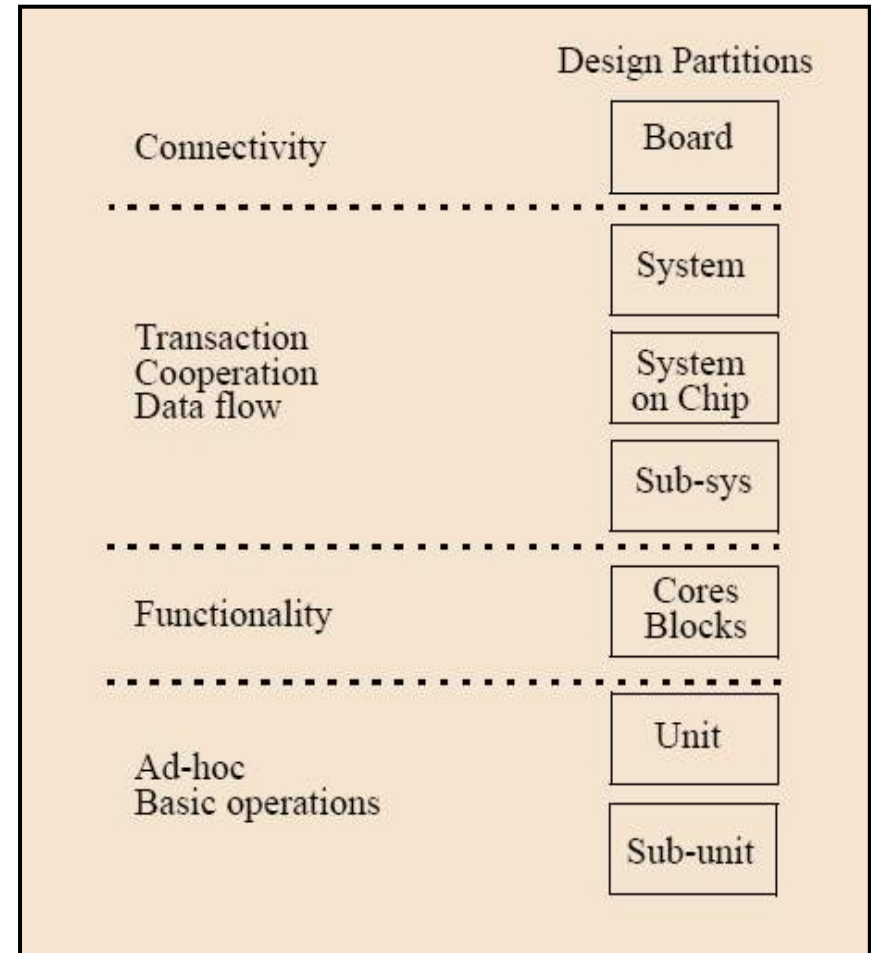 Design Partitions
Connectivity
Board
System
Transaction
Cooperation
Data flow
System
on Chip
Sub-sys
Functionality
Cores
Blocks
Unit
Ad-hoc
Basic operations
Sub-unit